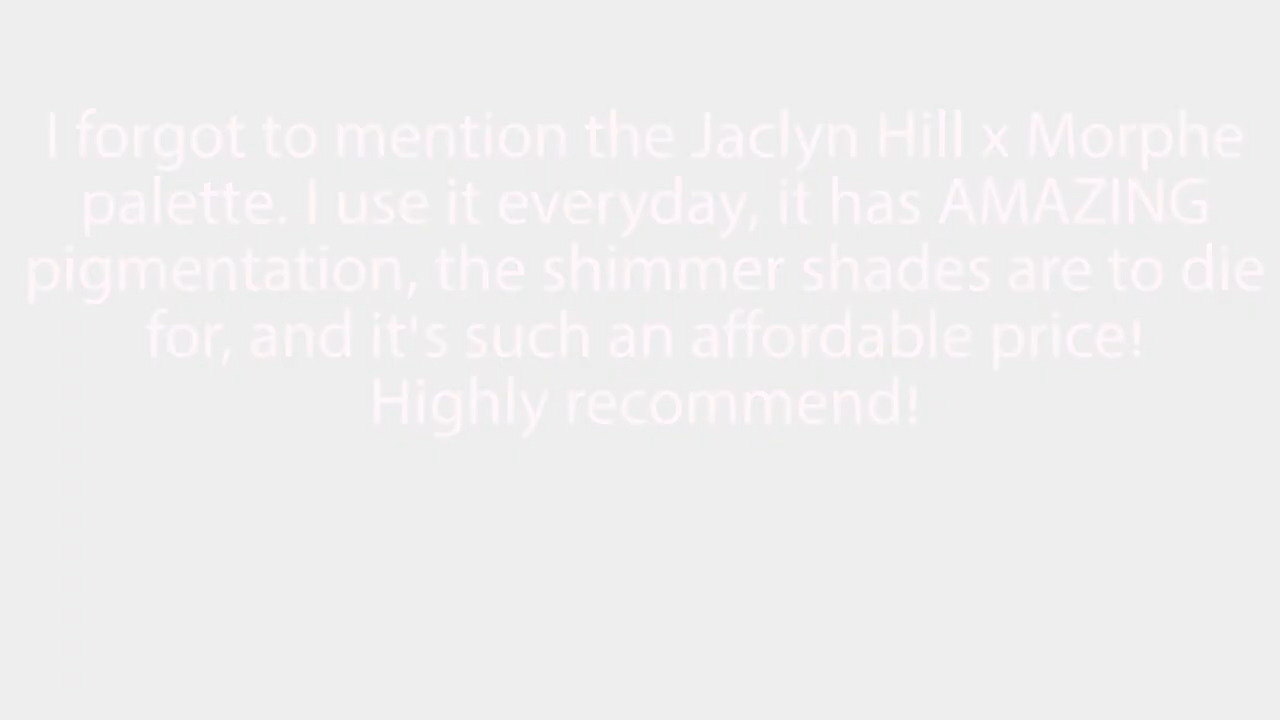 I forgot to mention the Jaclyn Hill x Morphe
palette. I use it everyday, it has AMAZING
pigmentation, the shimmer shades are to die
for, and it's such an affordable price!
Highly recommend!